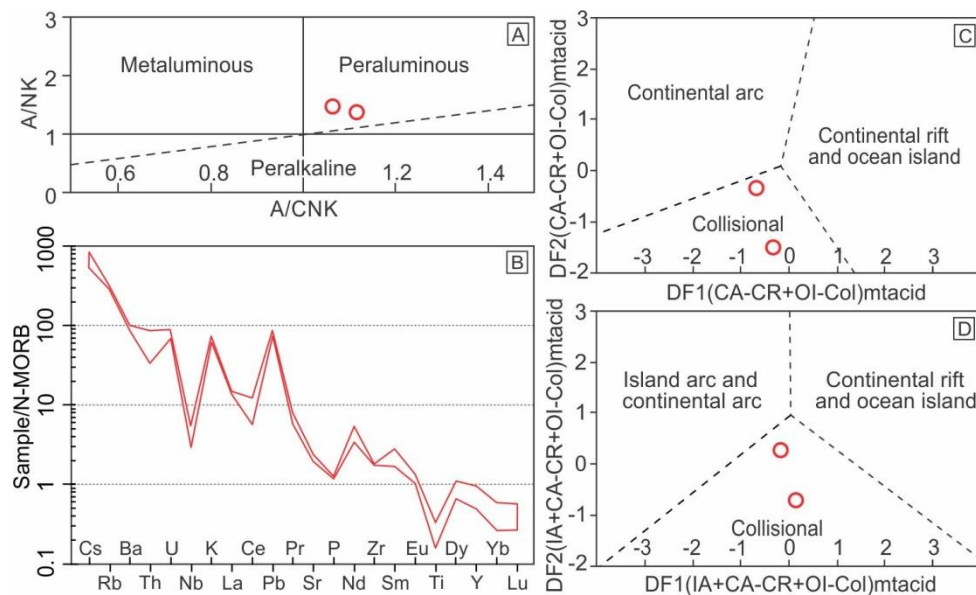 A
3
2
1
0
A/NK
Metaluminous
Peraluminous
Peralkaline
0.6
0.8
1.2
1.4
A/CNK
B
1000
100
10
1
0.1
Sample/N-MORB
Cs Ba U K Ce Pr P Zr Eu Dy Yb
Rb Th Nb La Pb Sr Nd Sm Ti Y Lu
C
3
2
1
0
-1
-2
DF2(CA-CR+OI-Col)mtacid
Continental arc
Continental rift
and ocean island
Collisional
-3 -2 -1 0 1 2 3
DF1(CA-CR+OI-Col)mtacid
D
3
2
1
0
-1
-2
DF2(IA+CA-CR+OI-Col)mtacid
Island arc and
continental arc
Continental rift
and ocean island
Collisional
-3 -2 -1 0 1 2 3
DF1(IA+CA-CR+OI-Col)mtacid